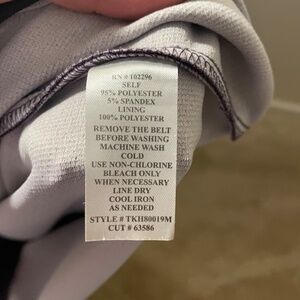 RN # 102296
SELF
95% POLYESTER
5% SPANDEX
LINING
100% POLYESTER
REMOVE THE BELT
BEFORE WASHING
MACHINE WASH
COLD
USE NON-CHLORINE
BLEACH ONLY
WHEN NECESSARY
LINE DRY
COOL IRON
AS NEEDED
STYLE # TKH80019M
CUT # 63586